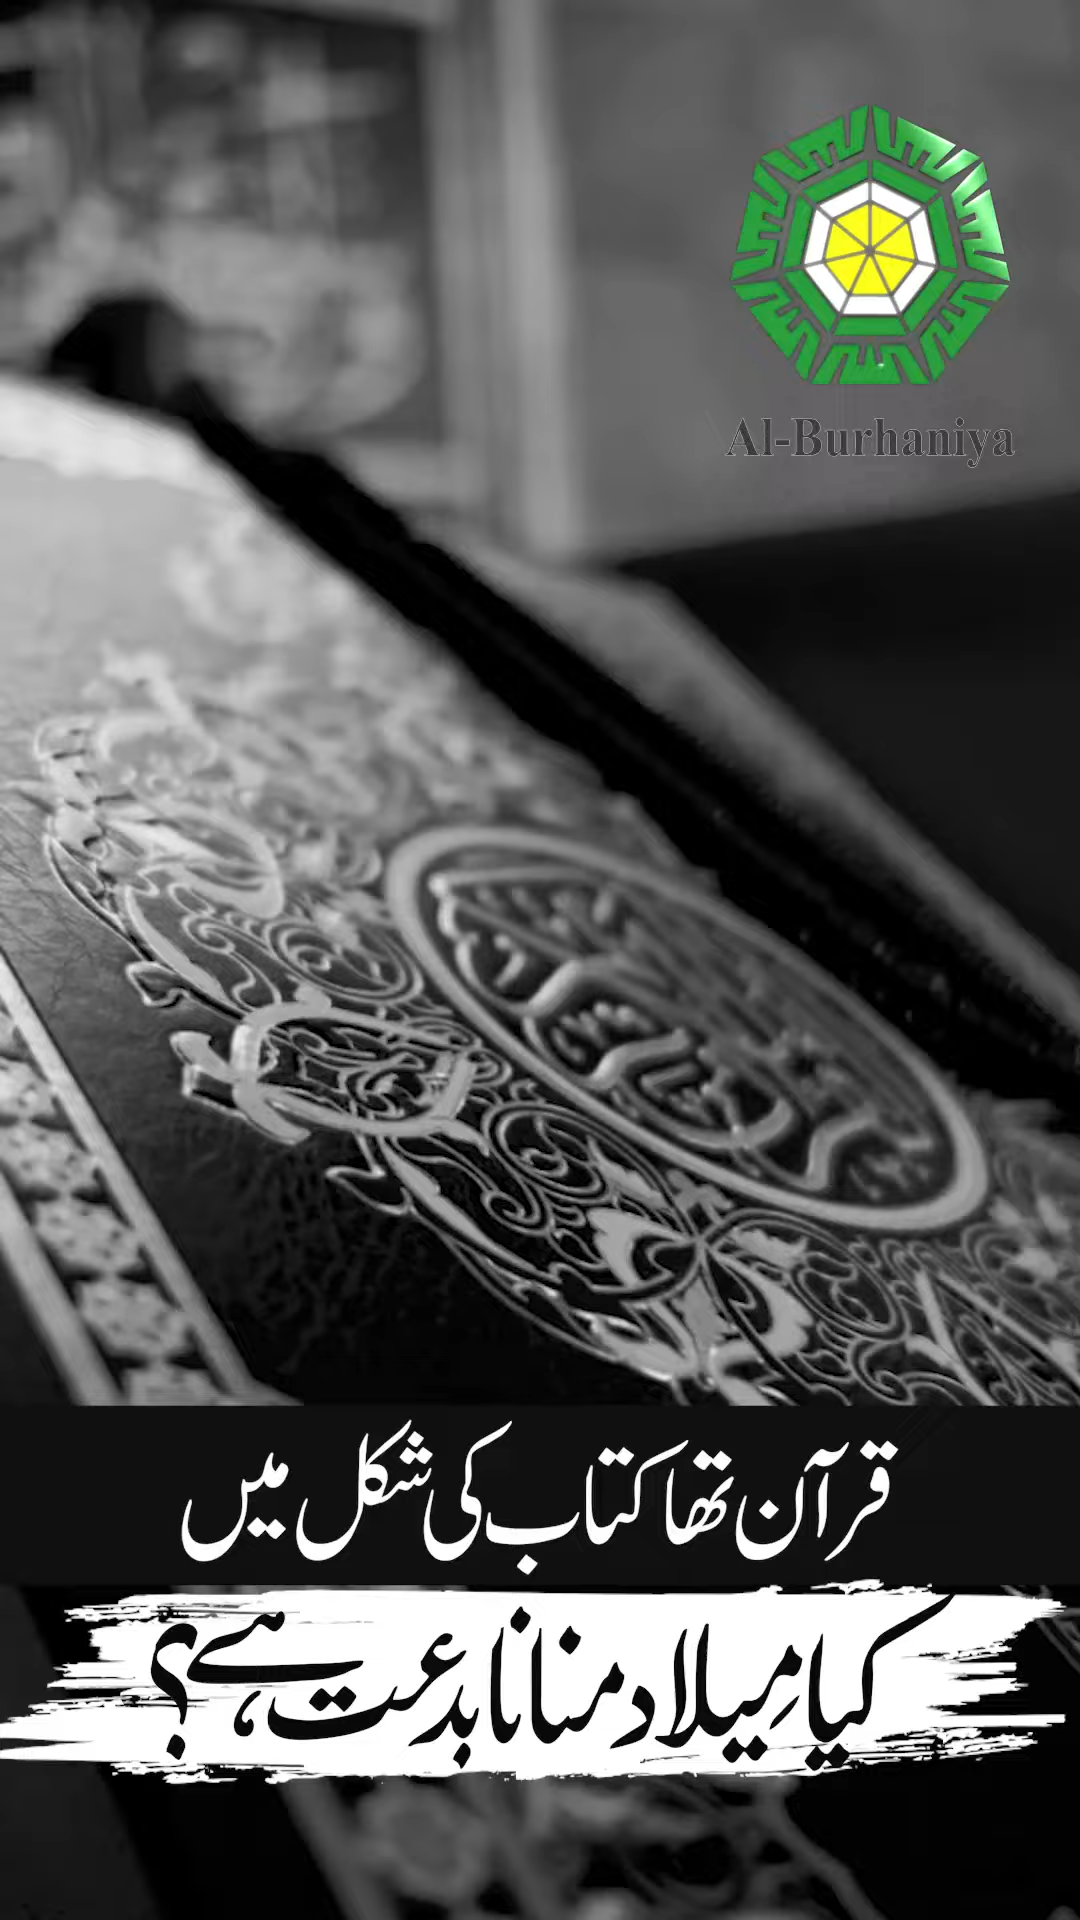 Al-Burhaniya
قرآن تھا کتاب کی شکل میں
کیا میلاد منانا بدعت ہے؟